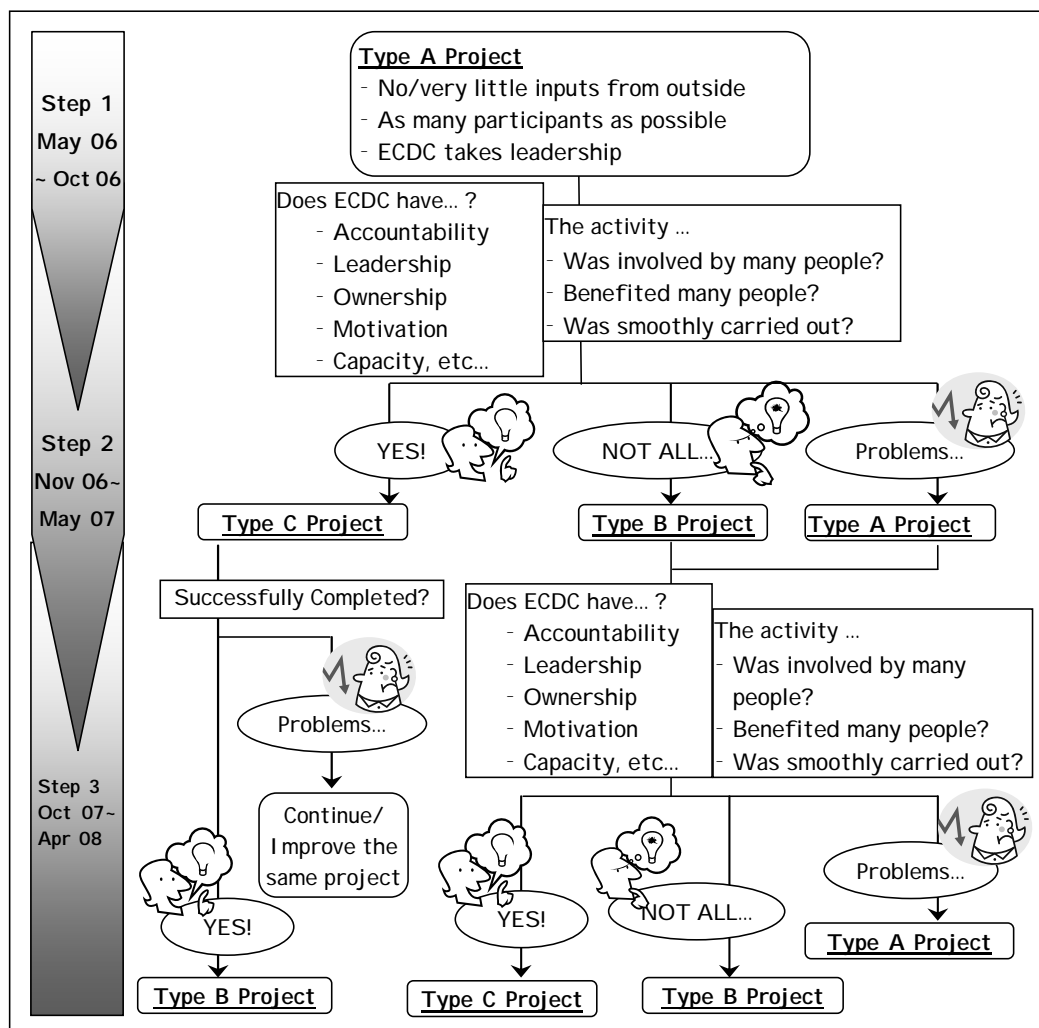 Type A Project
- No/very little inputs from outside
- As many participants as possible
- ECDC takes leadership
Step 1
May 06
~ Oct 06
Does ECDC have... ?
- Accountability
- Leadership
- Ownership
- Motivation
- Capacity, etc...
The activity ...
- Was involved by many people?
- Benefited many people?
- Was smoothly carried out?
Step 2
Nov 06~
May 07
YES!
NOT ALL...
Problems...
Type C Project
Type B Project
Type A Project
Successfully Completed?
Problems...
Continue/
Improve the
same project
Does ECDC have... ?
- Accountability
- Leadership
- Ownership
- Motivation
- Capacity, etc...
The activity ...
- Was involved by many
people?
- Benefited many people?
- Was smoothly carried out?
Step 3
Oct 07~
Apr 08
YES!
YES!
NOT ALL...
Problems...
Type B Project
Type C Project
Type B Project
Type A Project